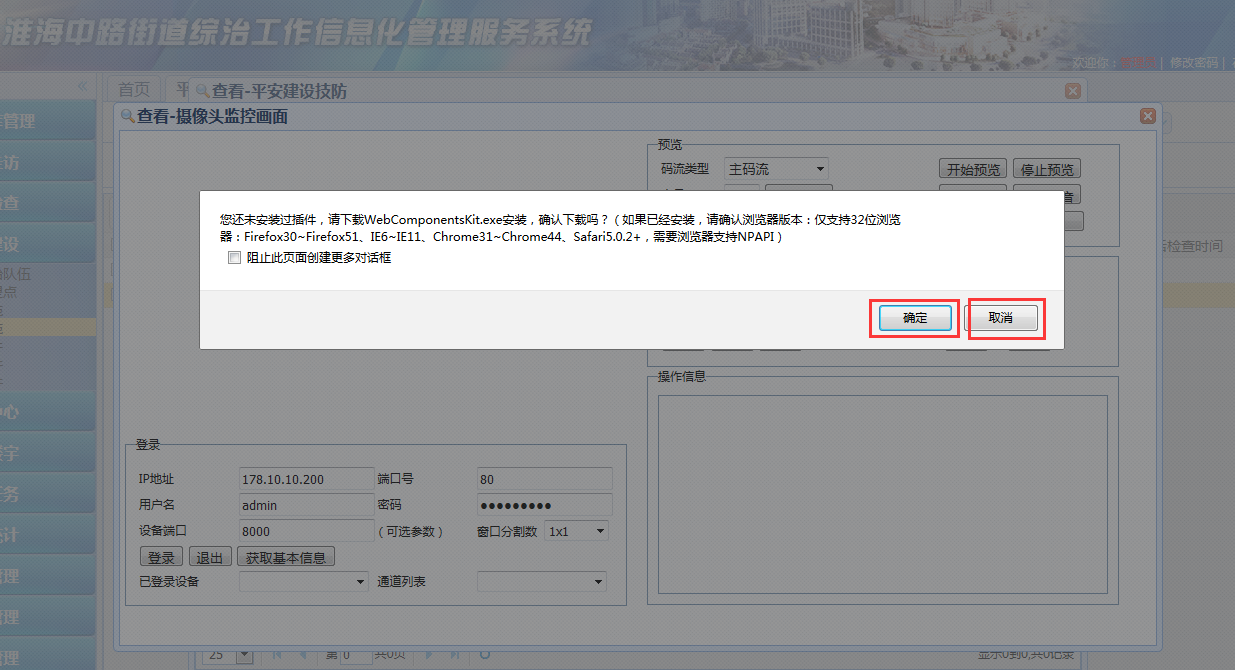 淮海中路街道综治工作信息化管理服务系统
欢迎你：
| 修改密码 |
首页
平
查看-平安建设技防
查看-摄像头监控画面
管理
访
查
设
队伍
点
心
宇
务
计
管理
管理
管理
检查时间
预览
码流类型
主码流
开始预览
停止预览
音
您还未安装过插件，请下载WebComponentsKit.exe安装，确认下载吗？（如果已经安装，请确认浏览器版本：仅支持32位浏览
器：Firefox30~Firefox51、IE6~IE11、Chrome31~Chrome44、Safari5.0.2+，需要浏览器支持NPAPI）
阻止此页面创建更多对话框
确定
取消
操作信息
登录
IP地址
178.10.10.200
端口号
80
用户名
admin
密码
●●●●●●●●●
设备端口
8000
（可选参数）
窗口分割数
1x1
登录
退出
获取基本信息
已登录设备
通道列表
25
第
0
共0页
显示0到0,共0记录